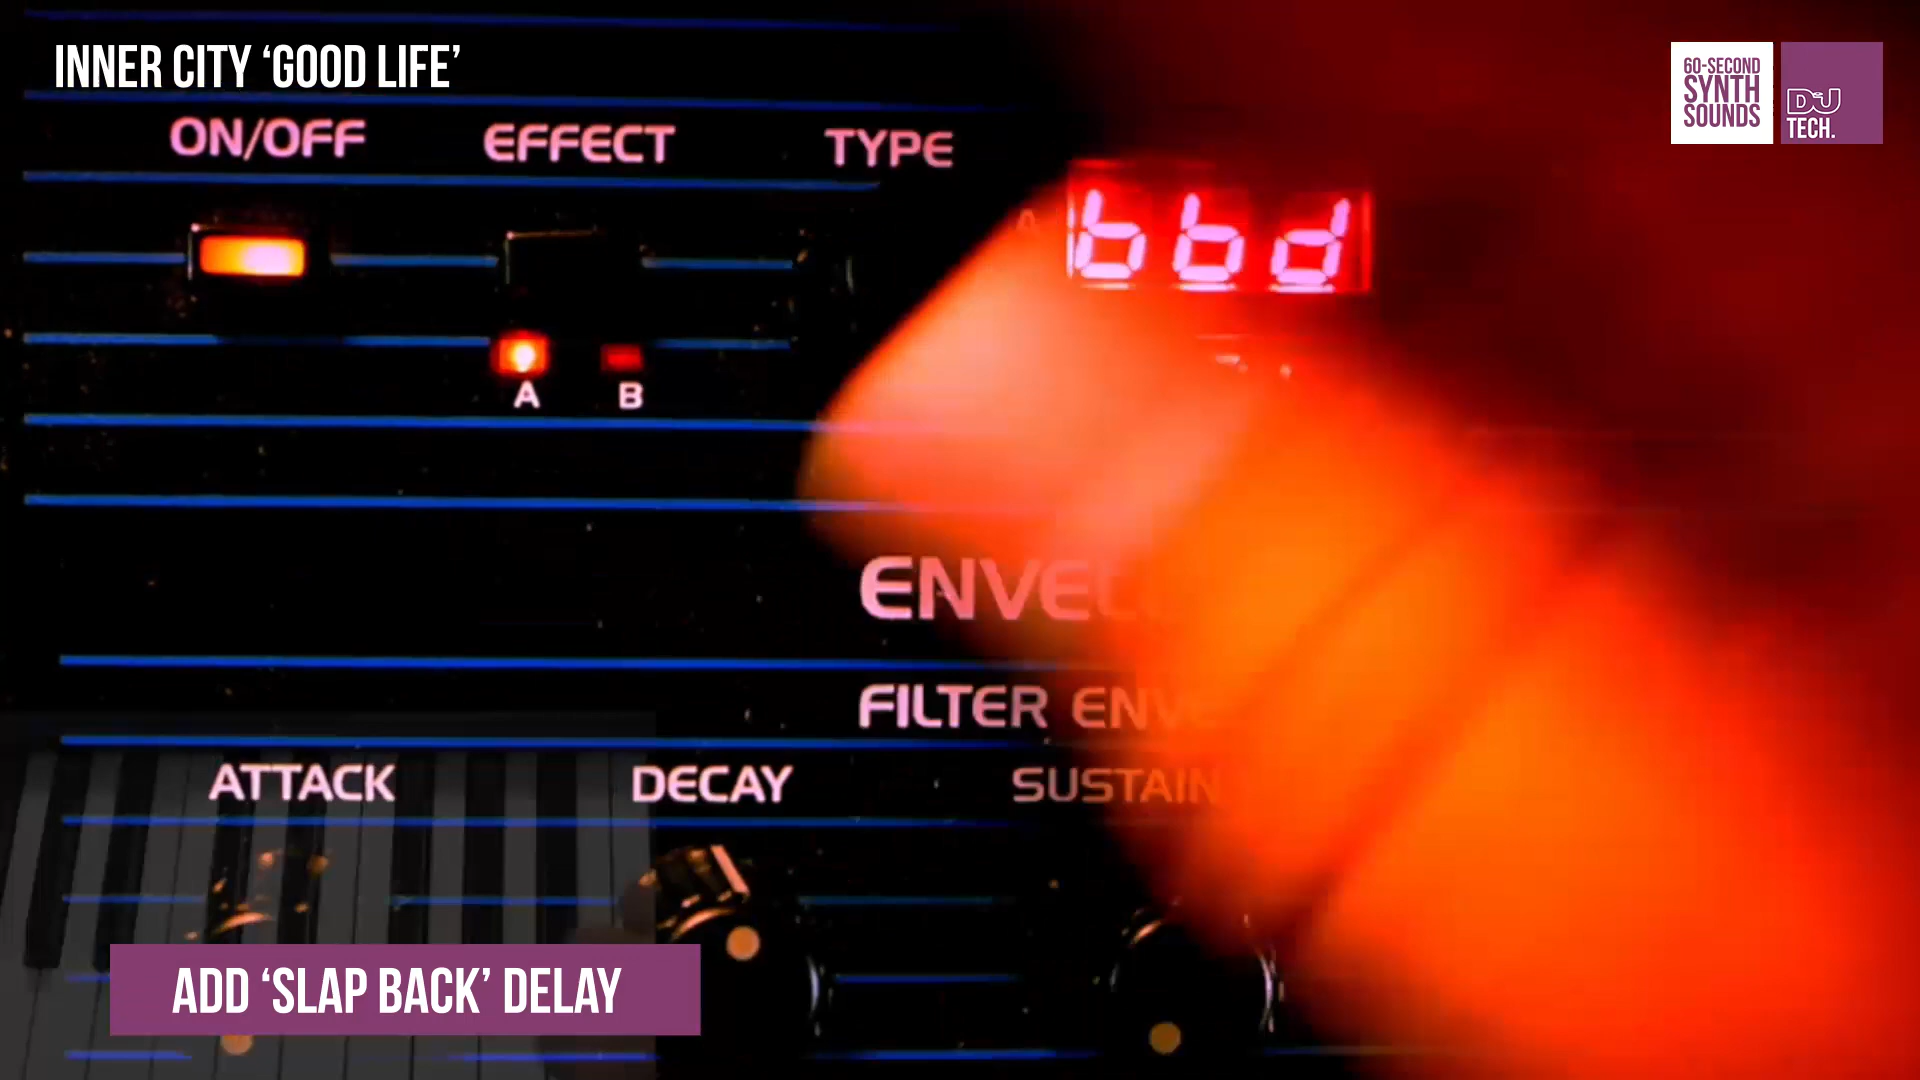 INNER CITY ‘GOOD LIFE’
60-SECOND
SYNTH
SOUNDS
DJ
TECH.
ON/OFF
EFFECT
TYPE
bbd
A
B
FILTER
ATTACK
DECAY
SUSTAIN
ADD ‘SLAP BACK’ DELAY